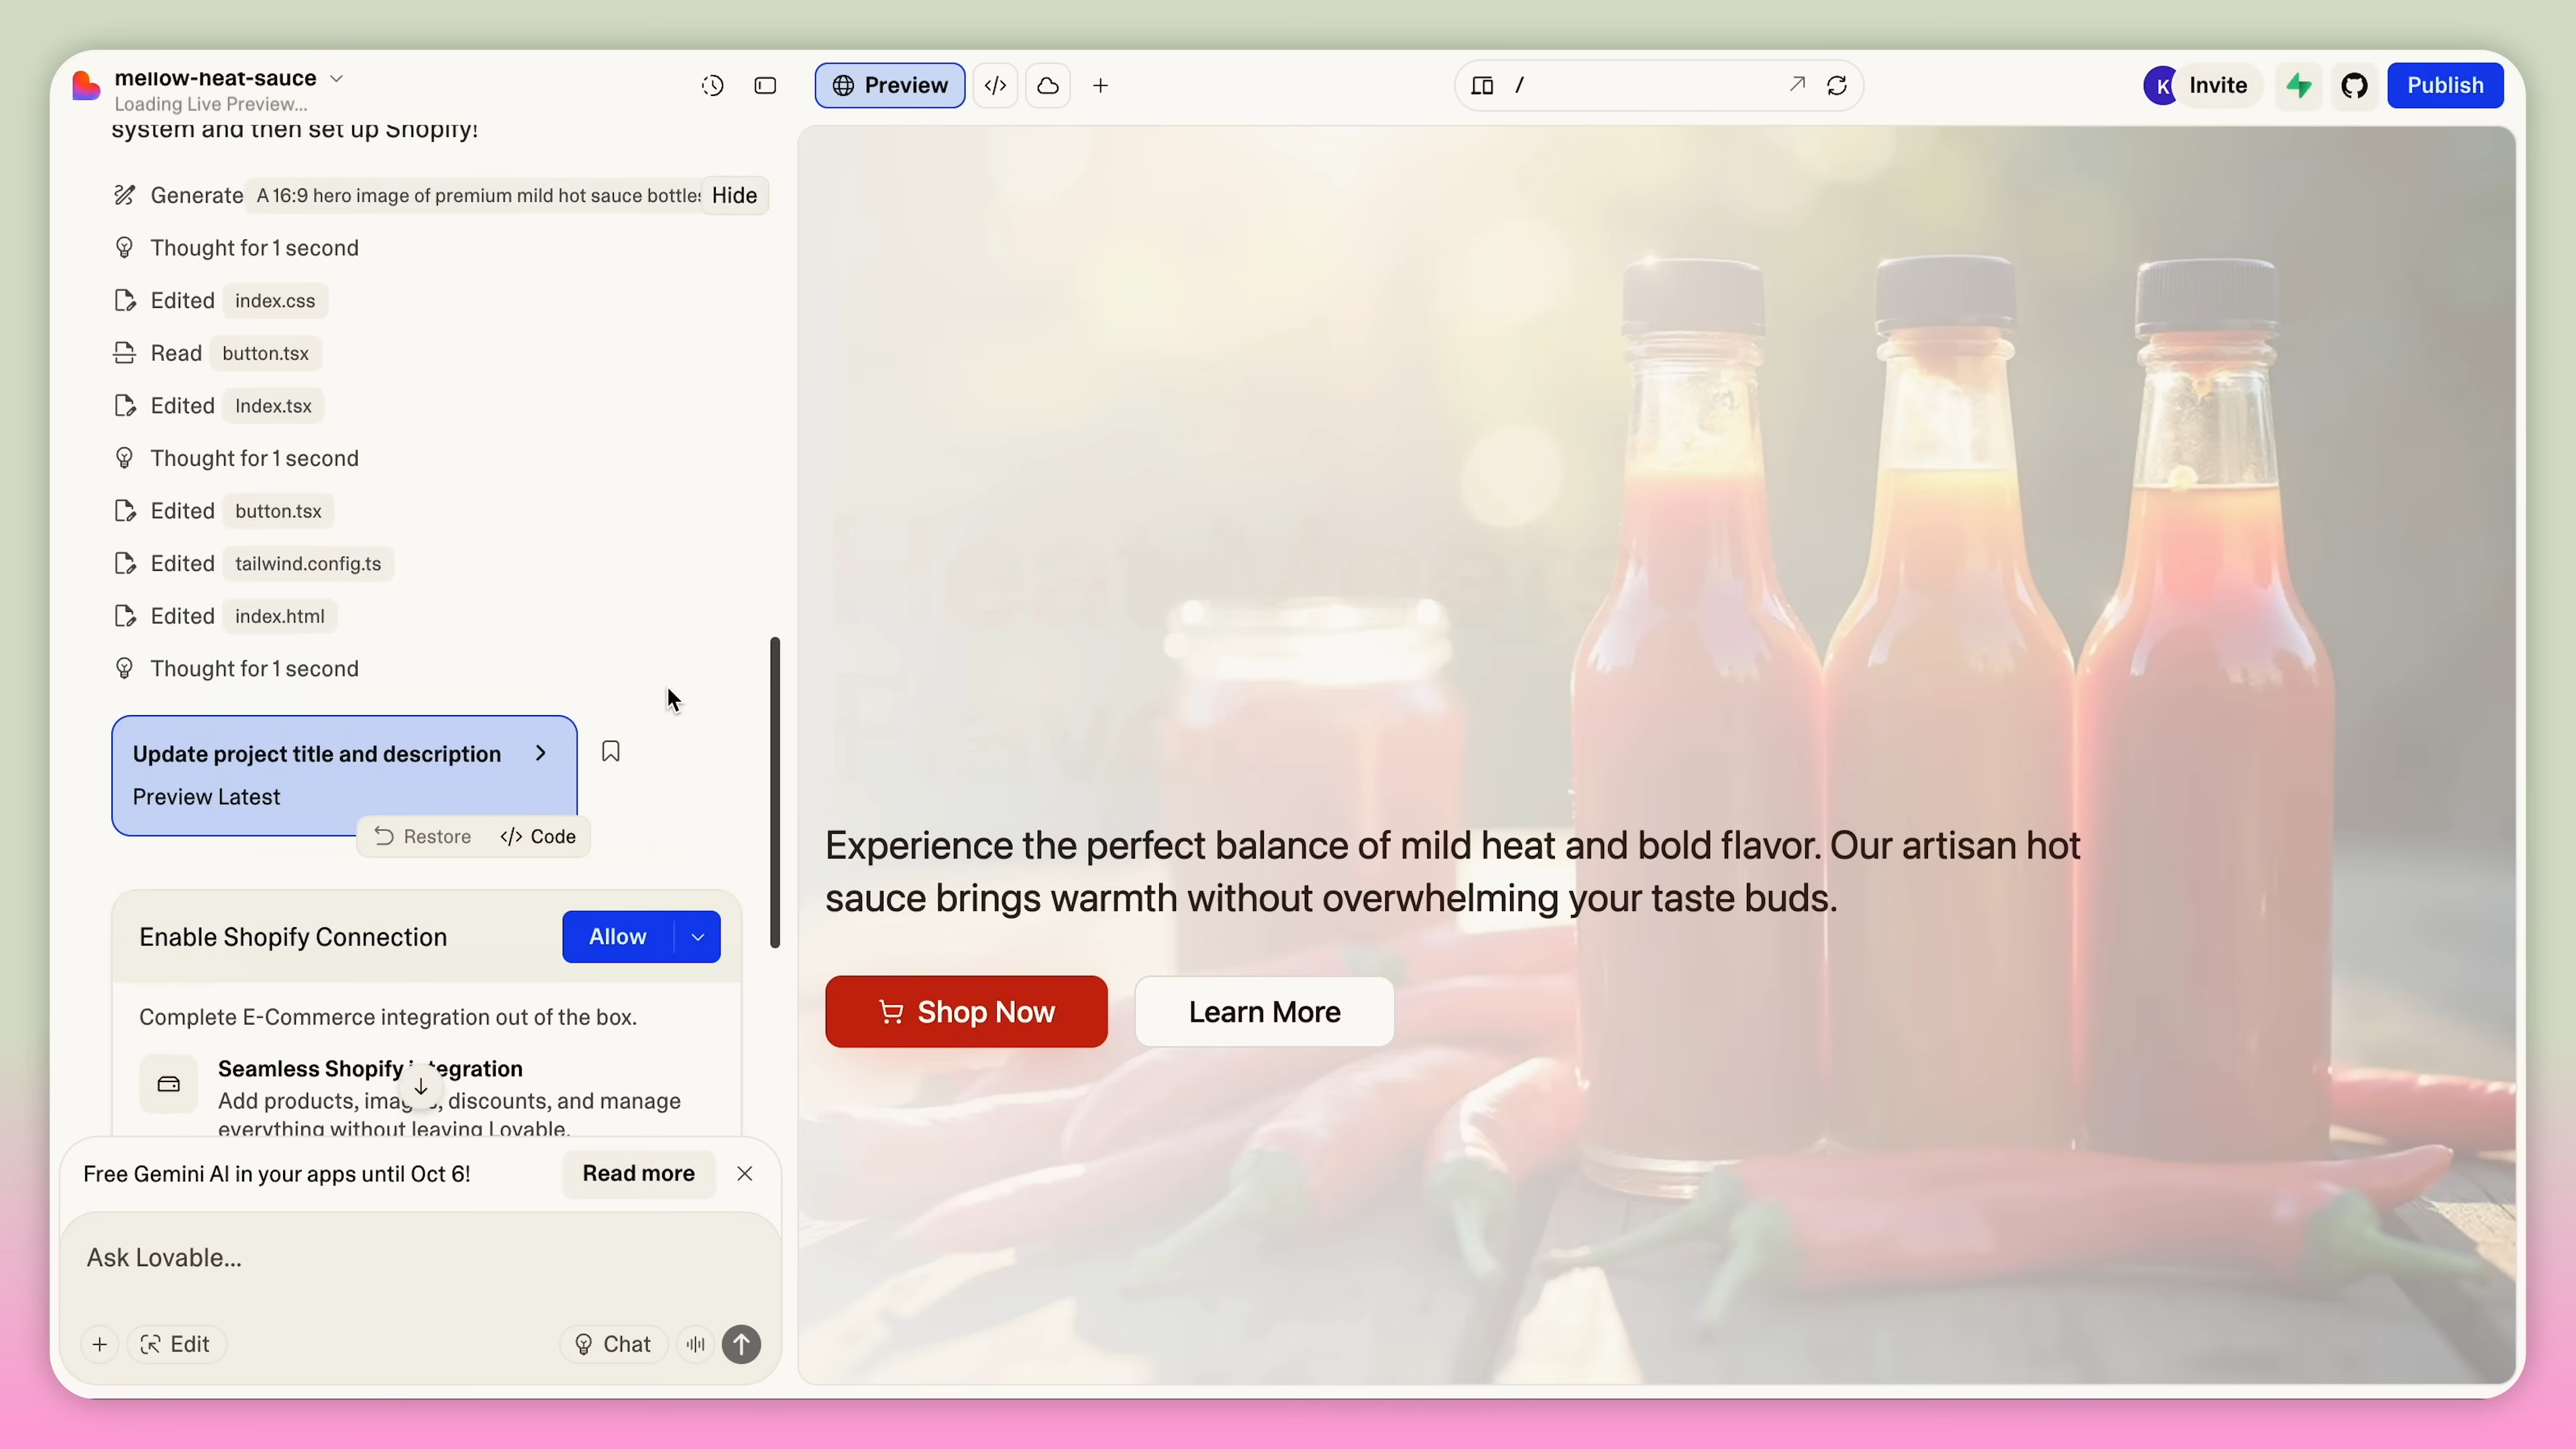 mellow-heat-sauce
Loading Live Preview...
Preview
/
K
Invite
Publish
system and then set up Shopify!
Generate A 16:9 hero image of premium mild hot sauce bottles
Hide
Thought for 1 second
Edited index.css
Read button.tsx
Edited Index.tsx
Thought for 1 second
Edited button.tsx
Edited tailwind.config.ts
Edited index.html
Thought for 1 second
Update project title and description
Preview Latest
Restore
Code
Enable Shopify Connection
Allow
Complete E-Commerce integration out of the box.
Seamless Shopify integration
Add products, images, discounts, and manage
everything without leaving Lovable.
Free Gemini AI in your apps until Oct 6!
Read more
Ask Lovable...
Edit
Chat
Experience the perfect balance of mild heat and bold flavor. Our artisan hot
sauce brings warmth without overwhelming your taste buds.
Shop Now
Learn More